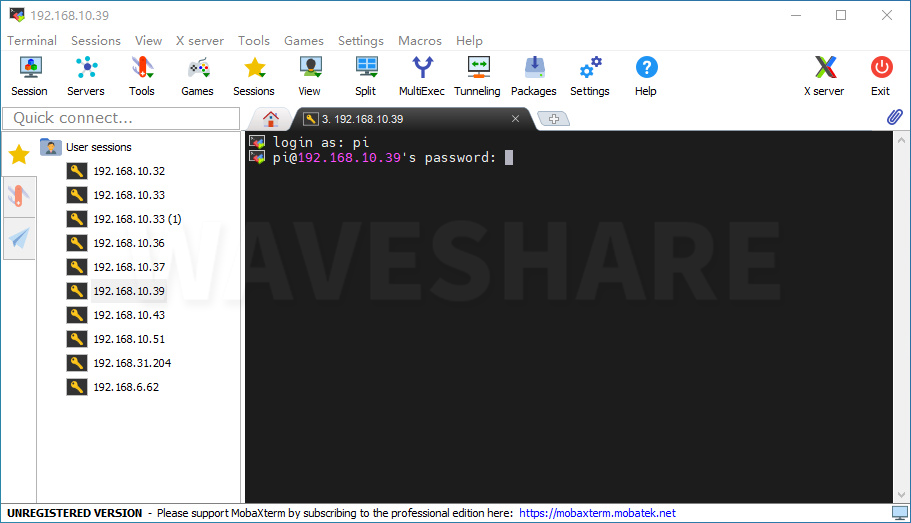 192.168.10.39
Terminal Sessions View X server Tools Games Settings Macros Help
Session Servers Tools Games Sessions View Split MultiExec Tunneling Packages Settings Help X server Exit
Quick connect...
3. 192.168.10.39
User sessions
192.168.10.32
192.168.10.33
192.168.10.33 (1)
192.168.10.36
192.168.10.37
192.168.10.39
192.168.10.43
192.168.10.51
192.168.31.204
192.168.6.62
login as: pi
pi@192.168.10.39's password:
WAVESHARE
UNREGISTERED VERSION - Please support MobaXterm by subscribing to the professional edition here: https://mobaxterm.mobatek.net